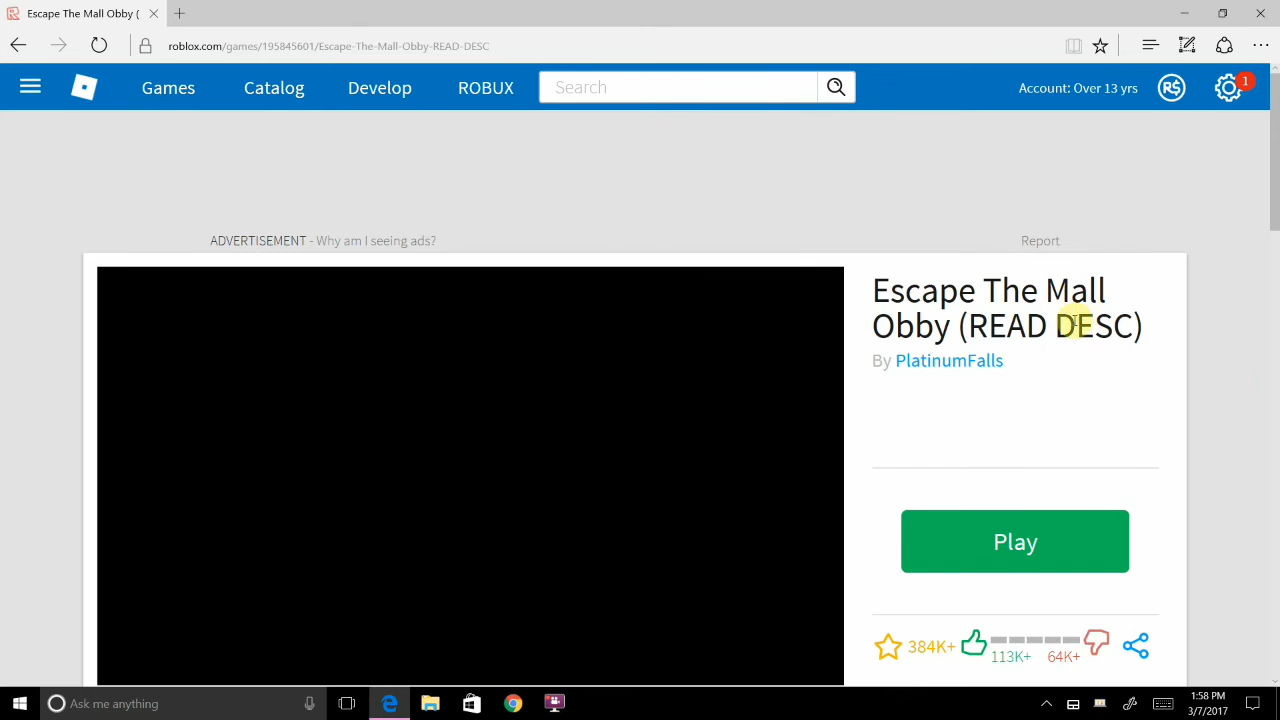 Escape The Mall Obby (
roblox.com/games/195845601/Escape-The-Mall-Obby-READ-DESC
Games Catalog Develop ROBUX Search Account: Over 13 yrs R$ 1
ADVERTISEMENT - Why am I seeing ads? Report
Escape The Mall
Obby (READ DESC)
By PlatinumFalls
Play
384K+ 113K+ 64K+
Ask me anything
1:58 PM
3/7/2017